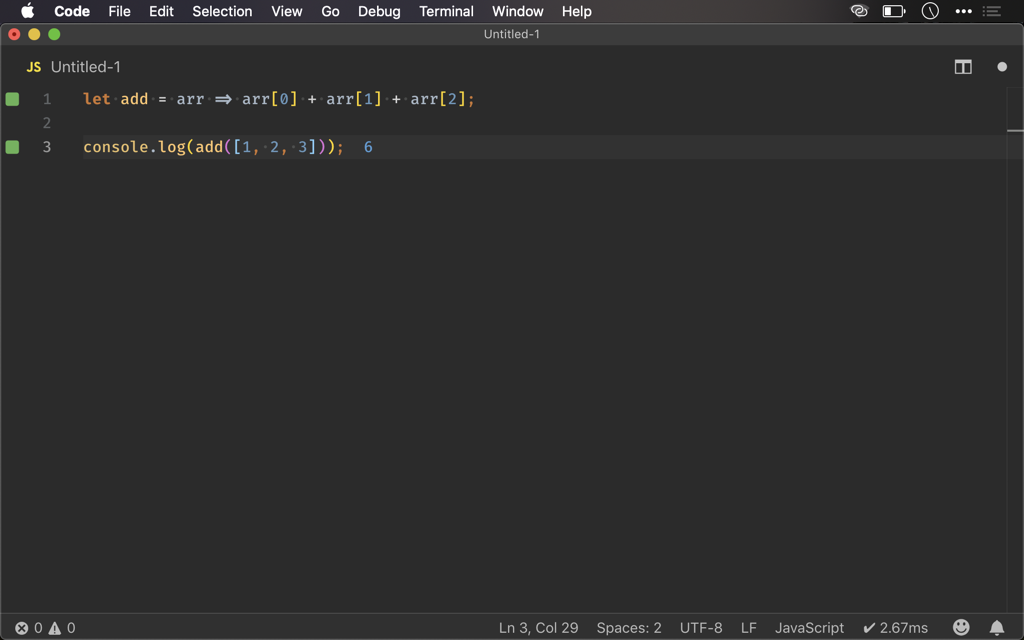 Code File Edit Selection View Go Debug Terminal Window Help
Untitled-1
JS Untitled-1
1 let add = arr => arr[0] + arr[1] + arr[2];
2
3 console.log(add([1, 2, 3])); 6
0 0 Ln 3, Col 29 Spaces: 2 UTF-8 LF JavaScript ✔ 2.67ms